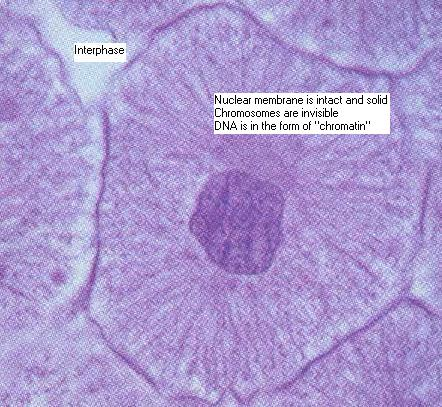 Interphase
Nuclear membrane is intact and solid
Chromosomes are invisible
DNA is in the form of "chromatin"